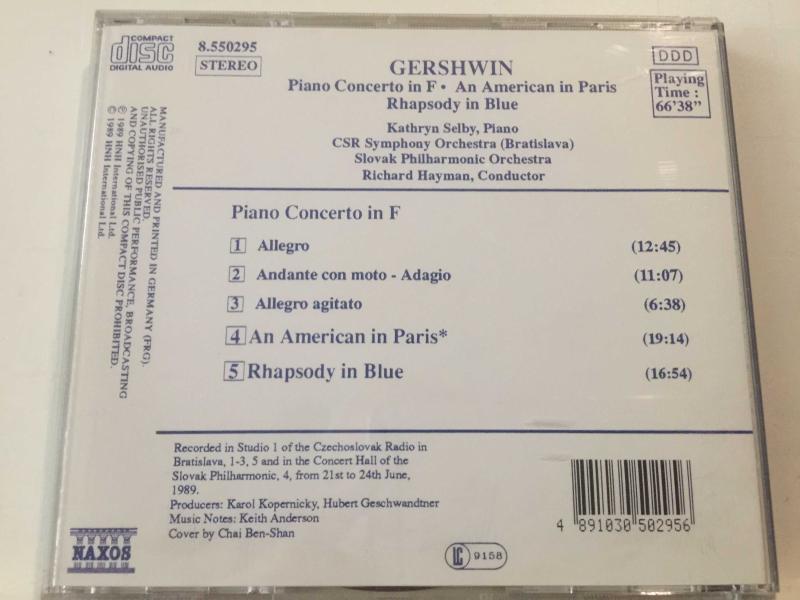 COMPACT
disc
DIGITAL AUDIO
8.550295
STEREO
GERSHWIN
Piano Concerto in F • An American in Paris
Rhapsody in Blue
DDD
Playing
Time :
66'38"
Kathryn Selby, Piano
CSR Symphony Orchestra (Bratislava)
Slovak Philharmonic Orchestra
Richard Hayman, Conductor
MANUFACTURED AND PRINTED IN GERMANY (FRG).
ALL RIGHTS RESERVED.
UNAUTHORISED PUBLIC PERFORMANCE, BROADCASTING
AND COPYING OF THIS COMPACT DISC PROHIBITED.
℗ 1989 HNH International Ltd.
© 1989 HNH International Ltd.
Piano Concerto in F
1 Allegro (12:45)
2 Andante con moto - Adagio (11:07)
3 Allegro agitato (6:38)
4 An American in Paris* (19:14)
5 Rhapsody in Blue (16:54)
Recorded in Studio 1 of the Czechoslovak Radio in
Bratislava, 1-3, 5 and in the Concert Hall of the
Slovak Philharmonic, 4, from 21st to 24th June,
1989.
Producers: Karol Kopernicky, Hubert Geschwandtner
Music Notes: Keith Anderson
Cover by Chai Ben-Shan
NAXOS
LC 9158
4 891030 502956